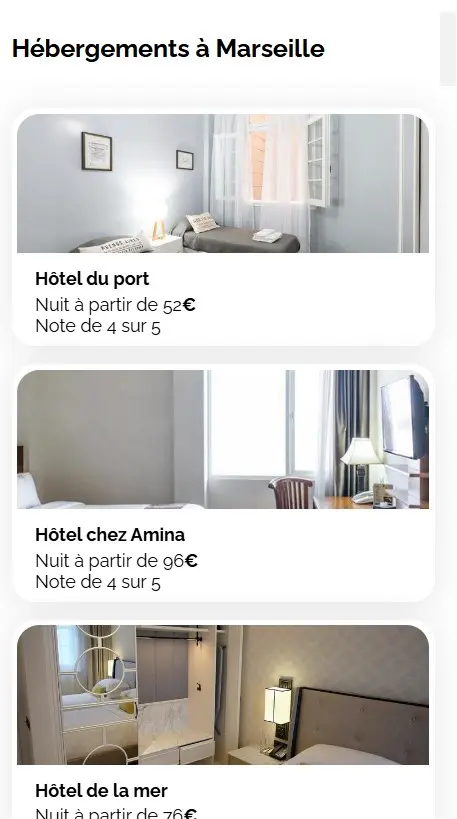 Hébergements à Marseille
Hôtel du port
Nuit à partir de 52€
Note de 4 sur 5
Hôtel chez Amina
Nuit à partir de 96€
Note de 4 sur 5
Hôtel de la mer
Nuit à partir de 76€